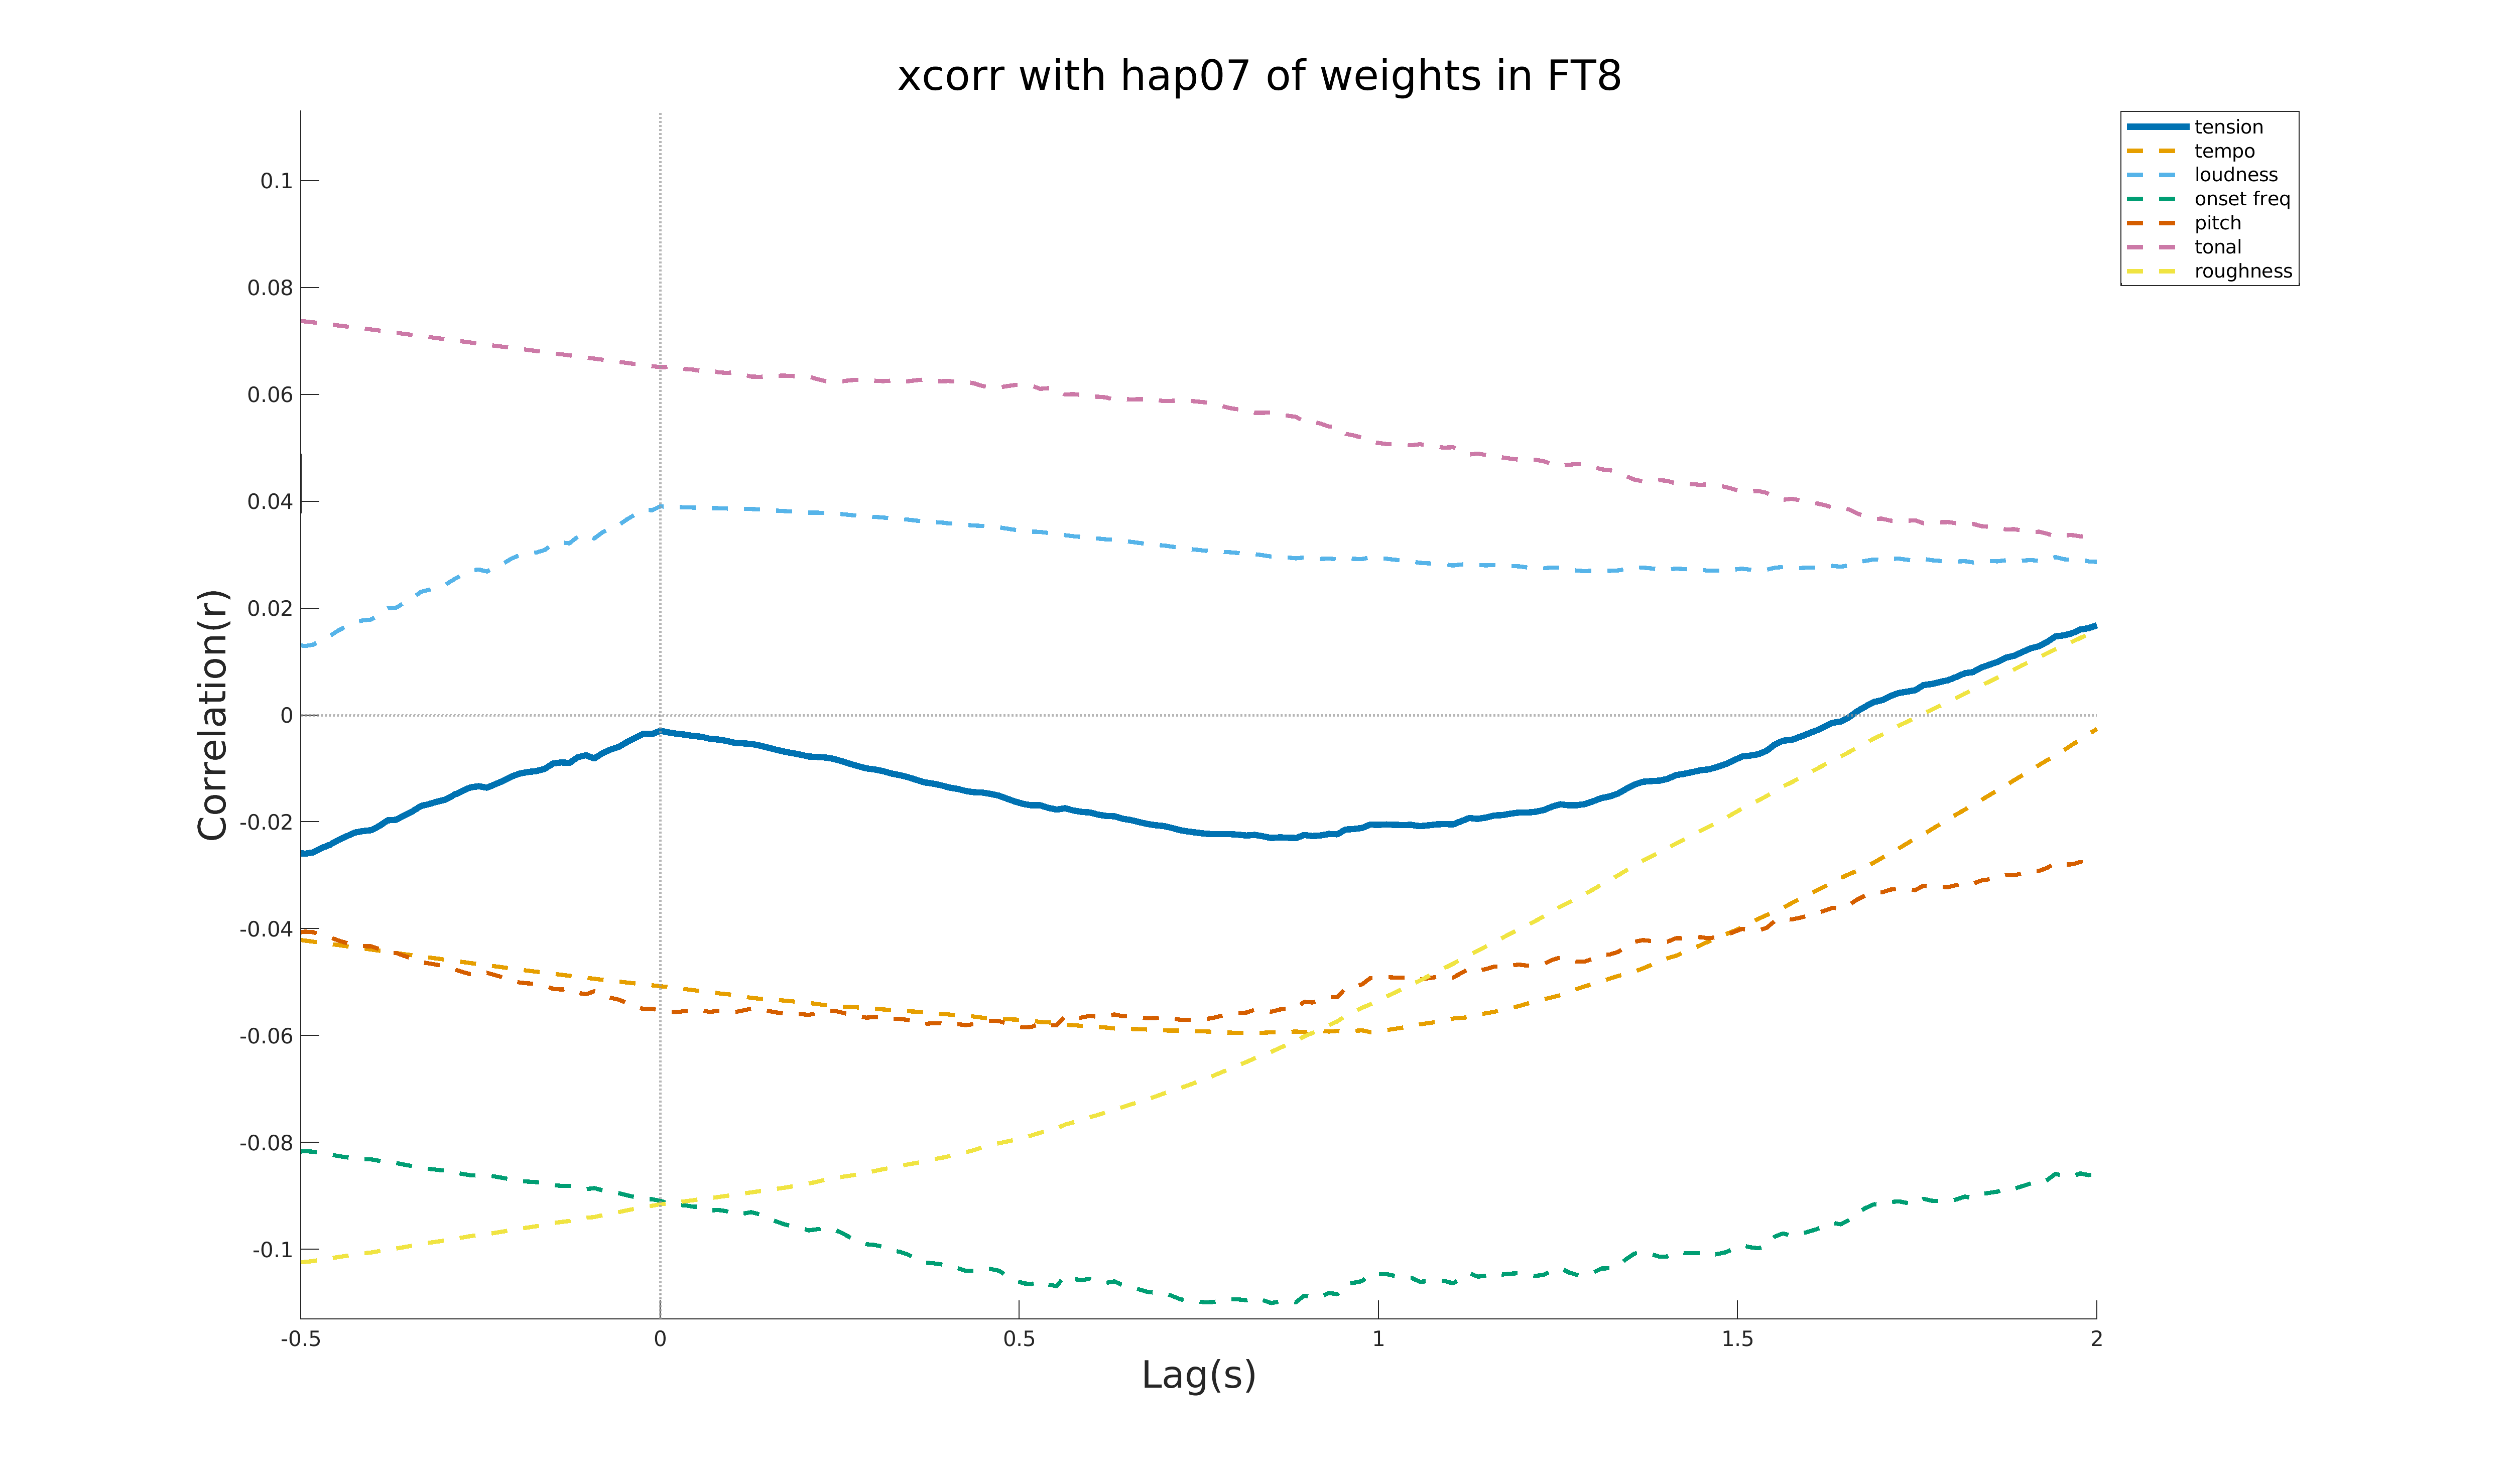 xcorr with hap07 of weights in FT8
tension
tempo
loudness
onset freq
pitch
tonal
roughness
Correlation(r)
0.1
0.08
0.06
0.04
0.02
0
-0.02
-0.04
-0.06
-0.08
-0.1
-0.5
0
0.5
1
1.5
2
Lag(s)